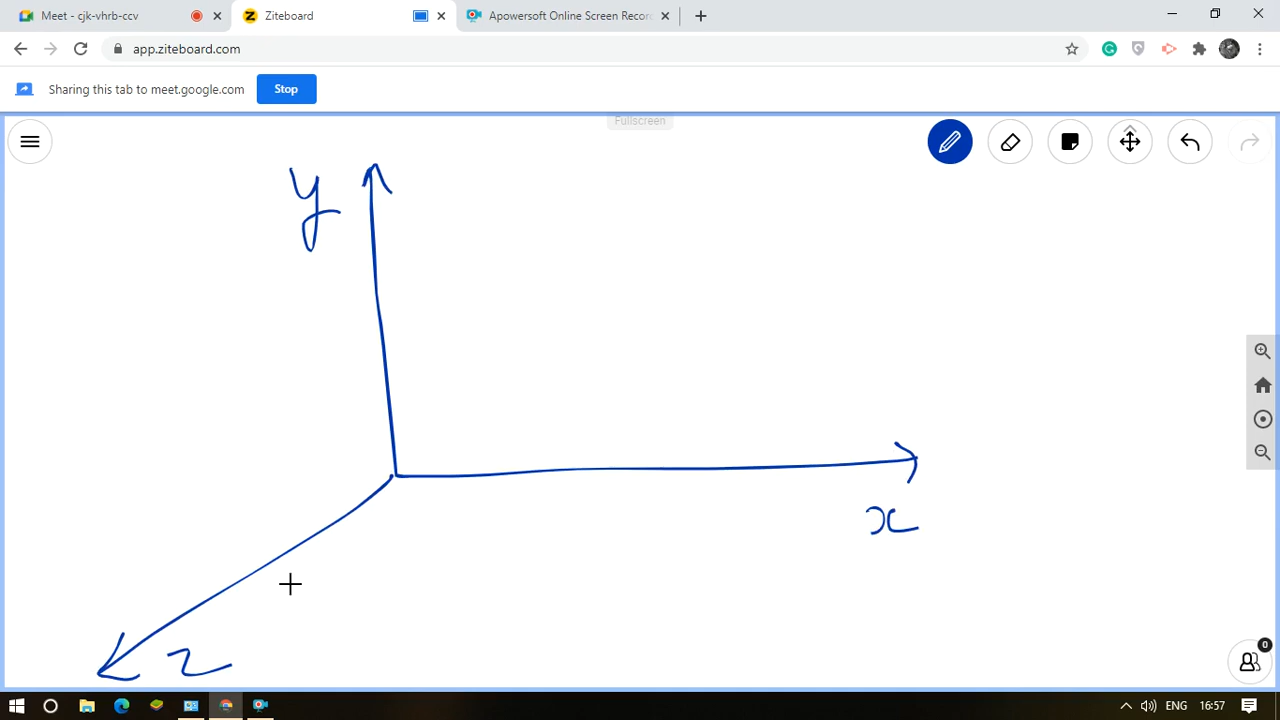 Meet - cjk-vhrb-ccv
Ziteboard
Apowersoft Online Screen Recor
app.ziteboard.com
Sharing this tab to meet.google.com
Stop
Fullscreen
y
x
z
0
ENG
16:57